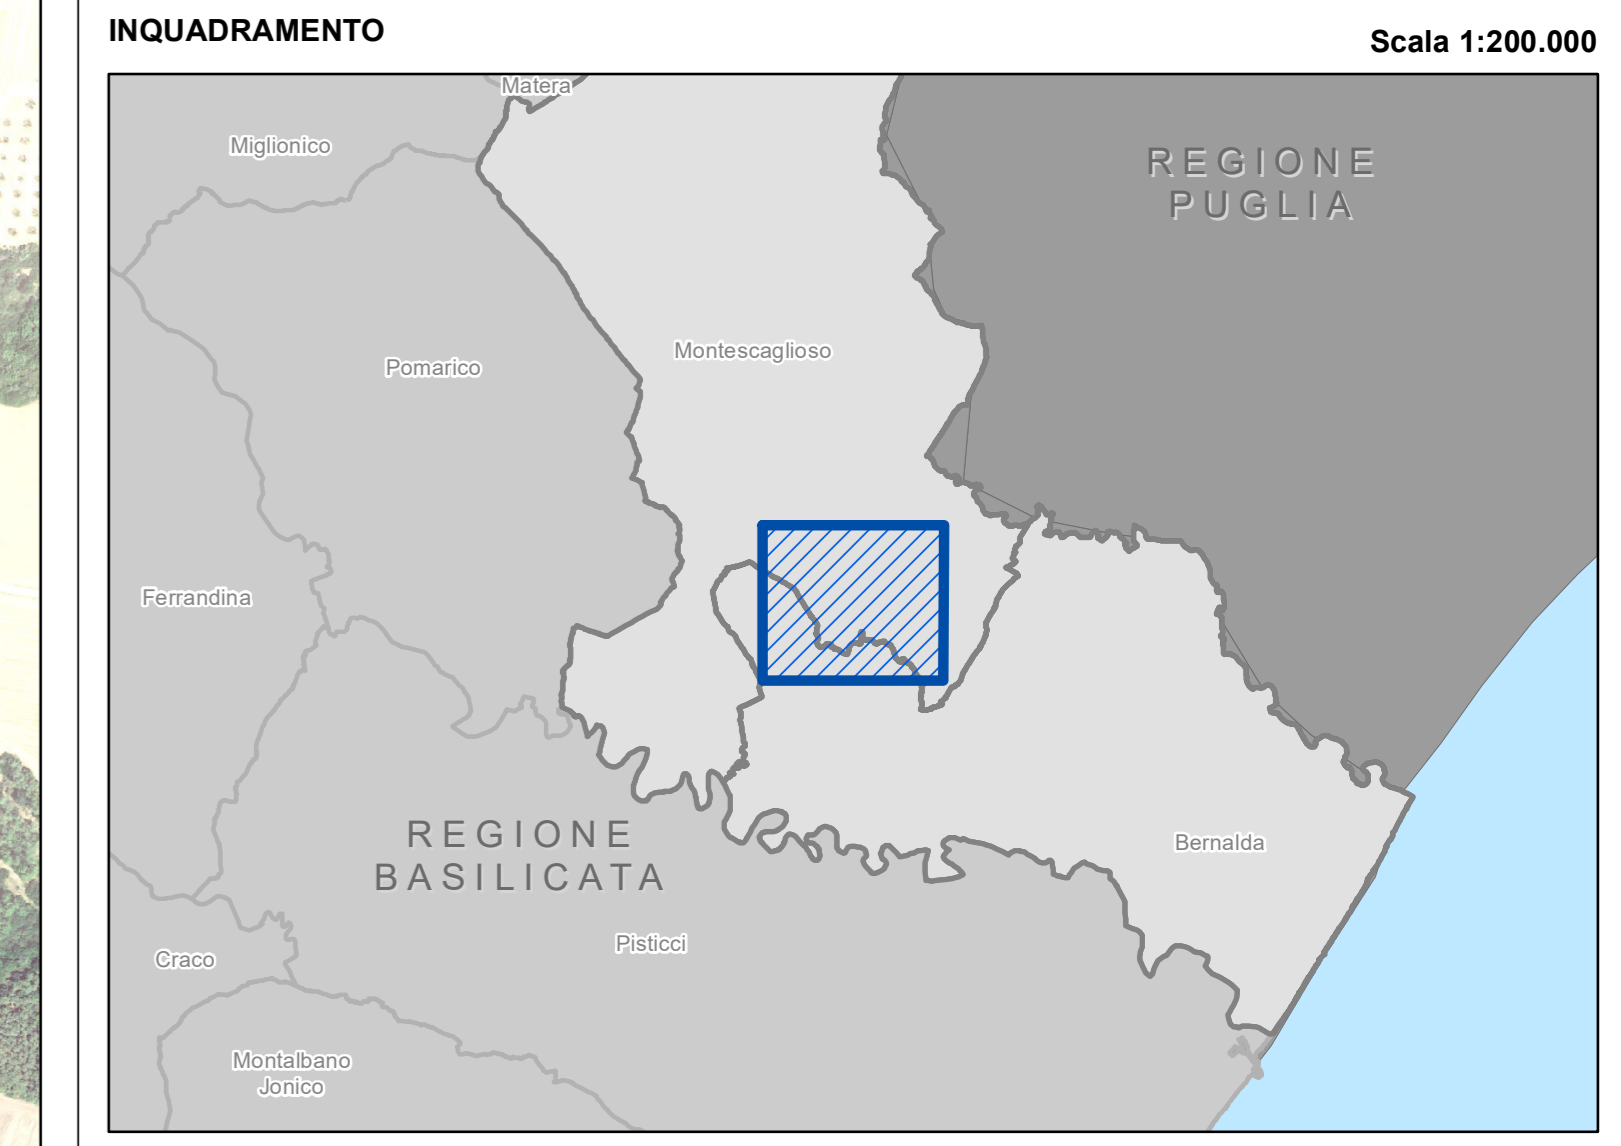 INQUADRAMENTO
Scala 1:200.000
Matera
Miglionico
REGIONE
PUGLIA
Montescaglioso
Pomarico
Ferrandina
REGIONE
BASILICATA
Bernalda
Pisticci
Craco
Montalbano
Jonico